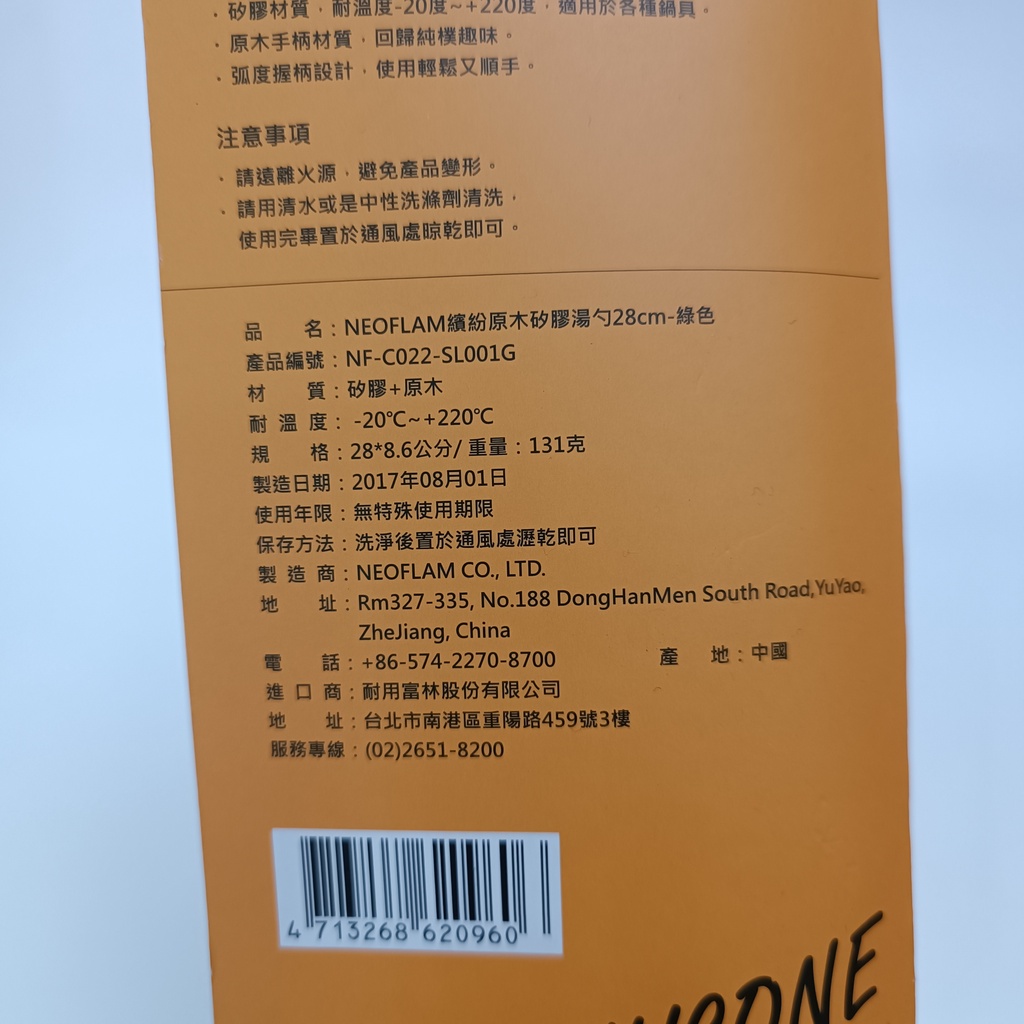 · 矽膠材質，耐溫度-20度~+220度，適用於各種鍋具。
· 原木手柄材質，回歸純樸趣味。
· 弧度握柄設計，使用輕鬆又順手。
注意事項
· 請遠離火源，避免產品變形。
· 請用清水或是中性洗滌劑清洗，
使用完畢置於通風處晾乾即可。
品 名：NEOFLAM繽紛原木矽膠湯勺28cm-綠色
產品編號：NF-C022-SL001G
材 質：矽膠+原木
耐 溫 度： -20℃~+220℃
規 格：28*8.6公分/ 重量：131克
製造日期：2017年08月01日
使用年限：無特殊使用期限
保存方法：洗淨後置於通風處瀝乾即可
製 造 商：NEOFLAM CO., LTD.
地 址：Rm327-335, No.188 DongHanMen South Road,YuYao,
ZheJiang, China
電 話：+86-574-2270-8700 產 地：中國
進 口 商：耐用富林股份有限公司
地 址：台北市南港區重陽路459號3樓
服務專線：(02)2651-8200
4 713268 620960